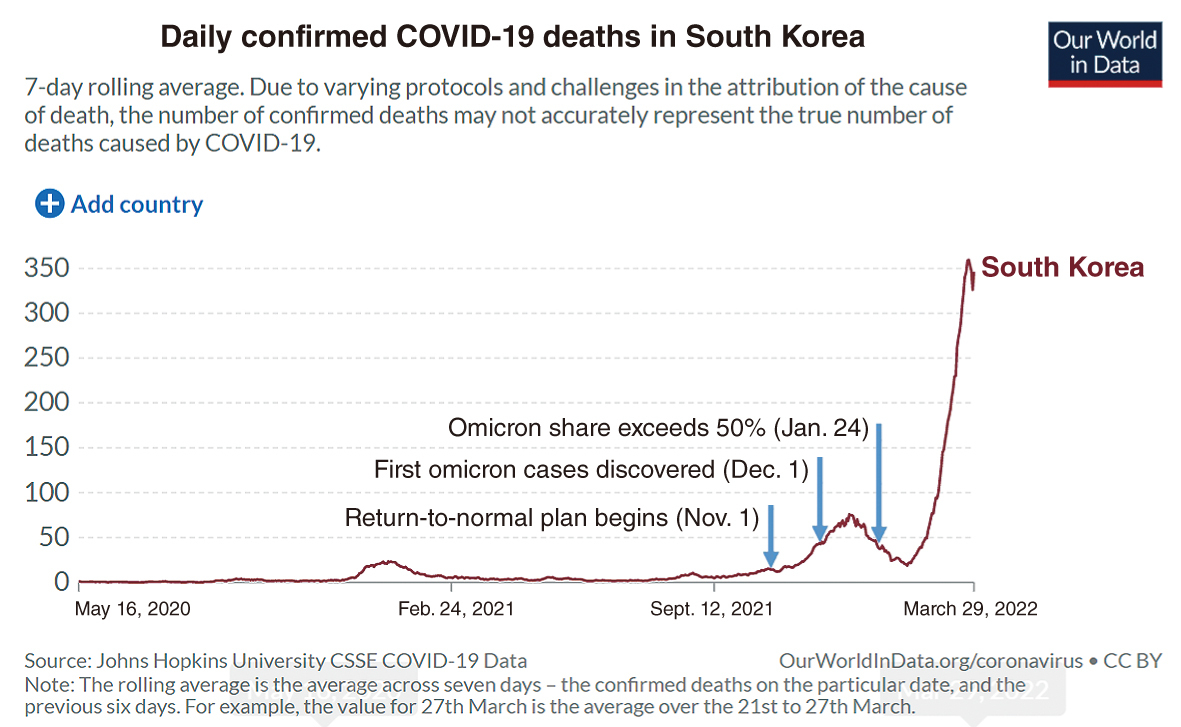 Daily confirmed COVID-19 deaths in South Korea
Our World
in Data
7-day rolling average. Due to varying protocols and challenges in the attribution of the cause
of death, the number of confirmed deaths may not accurately represent the true number of
deaths caused by COVID-19.
Add country
350
South Korea
300
250
200
Omicron share exceeds 50% (Jan. 24)
150
First omicron cases discovered (Dec. 1)
100
Return-to-normal plan begins (Nov. 1)
50
0
May 16, 2020
Feb. 24, 2021
Sept. 12, 2021
March 29, 2022
Source: Johns Hopkins University CSSE COVID-19 Data
OurWorldInData.org/coronavirus • CC BY
Note: The rolling average is the average across seven days – the confirmed deaths on the particular date, and the
previous six days. For example, the value for 27th March is the average over the 21st to 27th March.